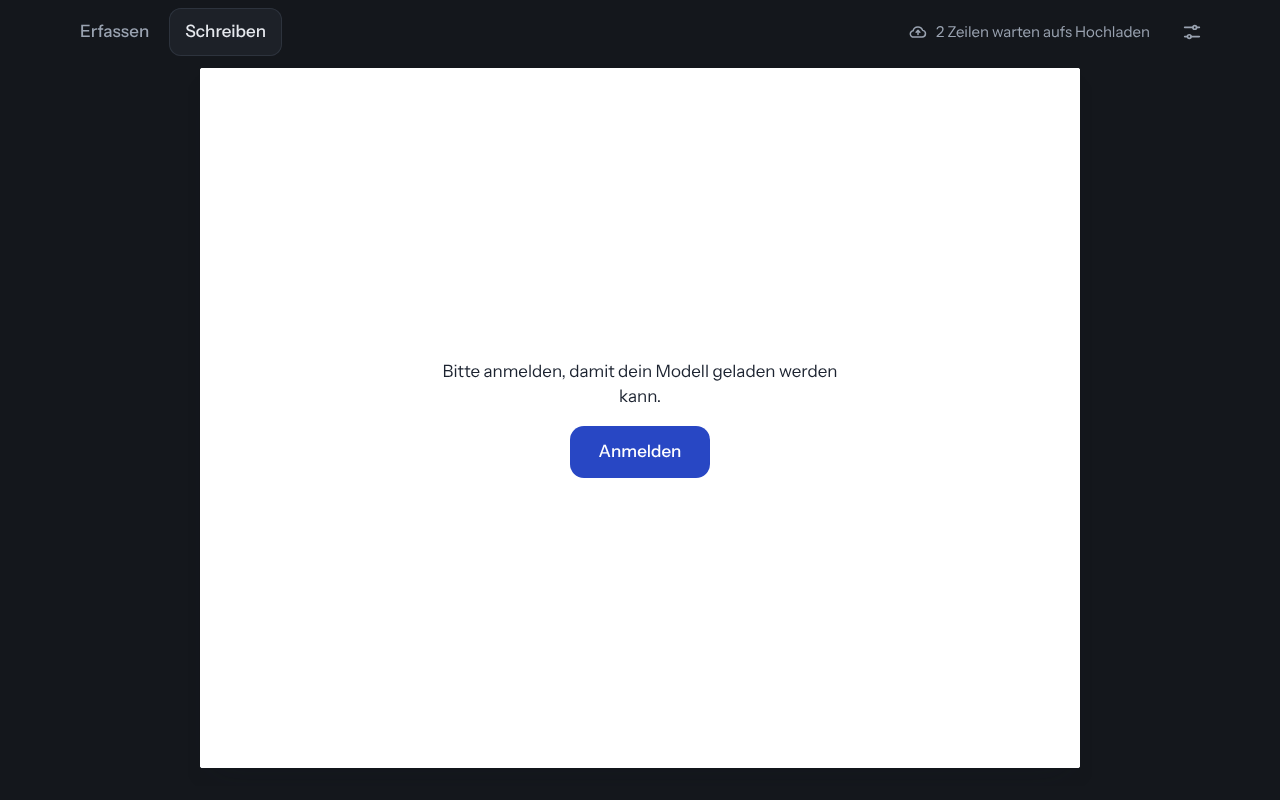 Erfassen
Schreiben
2 Zeilen warten aufs Hochladen
Bitte anmelden, damit dein Modell geladen werden
kann.
Anmelden